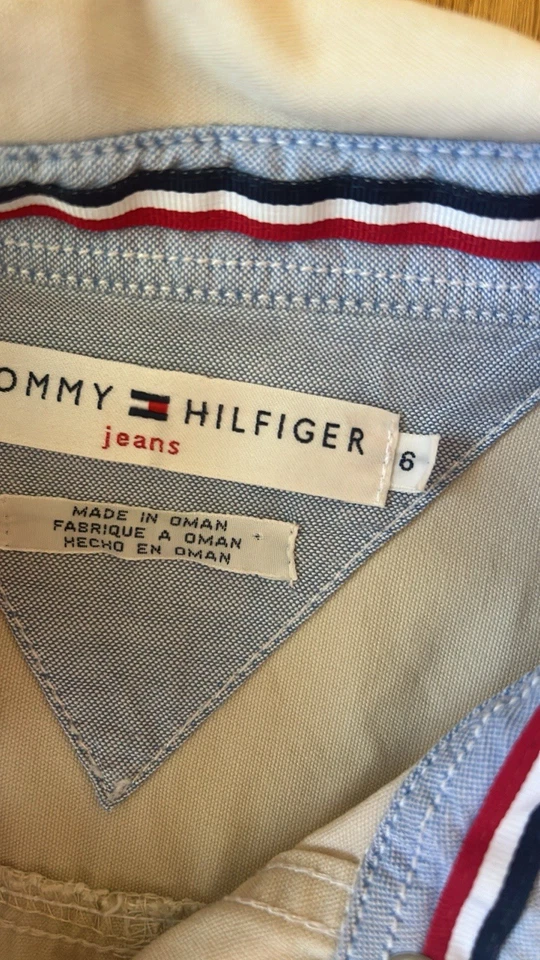 OMMY HILFIGER
jeans
6
MADE IN OMAN
FABRIQUE A OMAN
HECHO EN OMAN